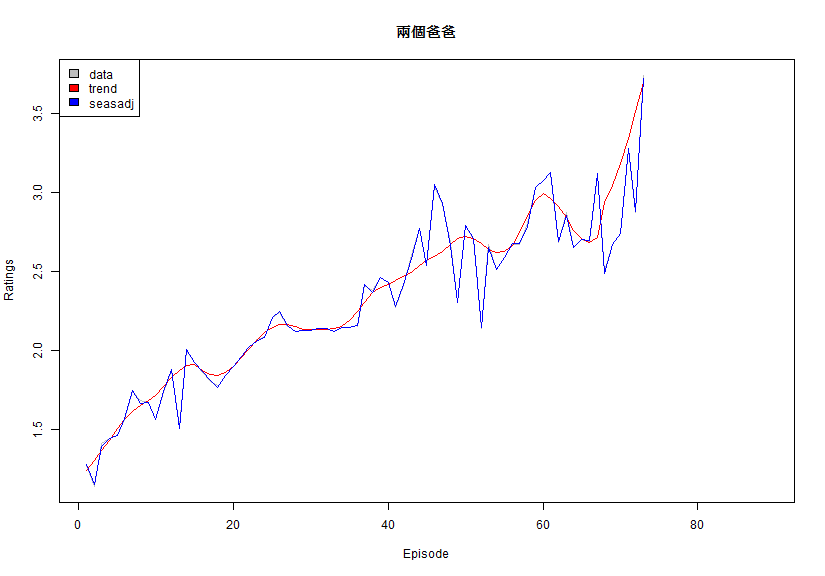 兩個爸爸
data
trend
seasadj
Ratings
3.5
3.0
2.5
2.0
1.5
0 20 40 60 80
Episode